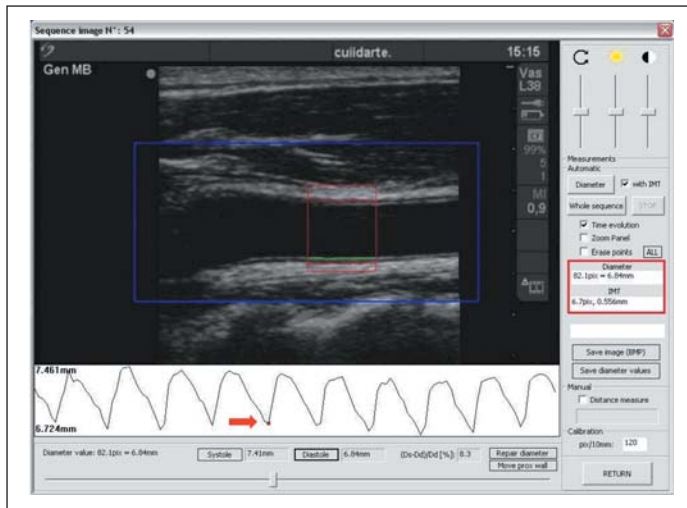 Sequence image N°: 54
cuiidarte.
15:15
Gen MB
Vas
L38
99%
5
1
MI
0,9
Measurements
Automatic
Diameter
with IMT
Whole sequence
STOP
Time evolution
Zoom Panel
Erase points
ALL
Diameter
82.1pix = 6.84mm
IMT
6.7pix, 0.556mm
Save image (BMP)
Save diameter values
Manual
Distance measure
Calibration
pix/10mm: 120
RETURN
7.461mm
6.724mm
Diameter value: 82.1pix = 6.84mm
Systole
7.41mm
Diastole
6.84mm
(Ds-Dd)/Dd [%]: 8.3
Repair diameter
Move prox wall